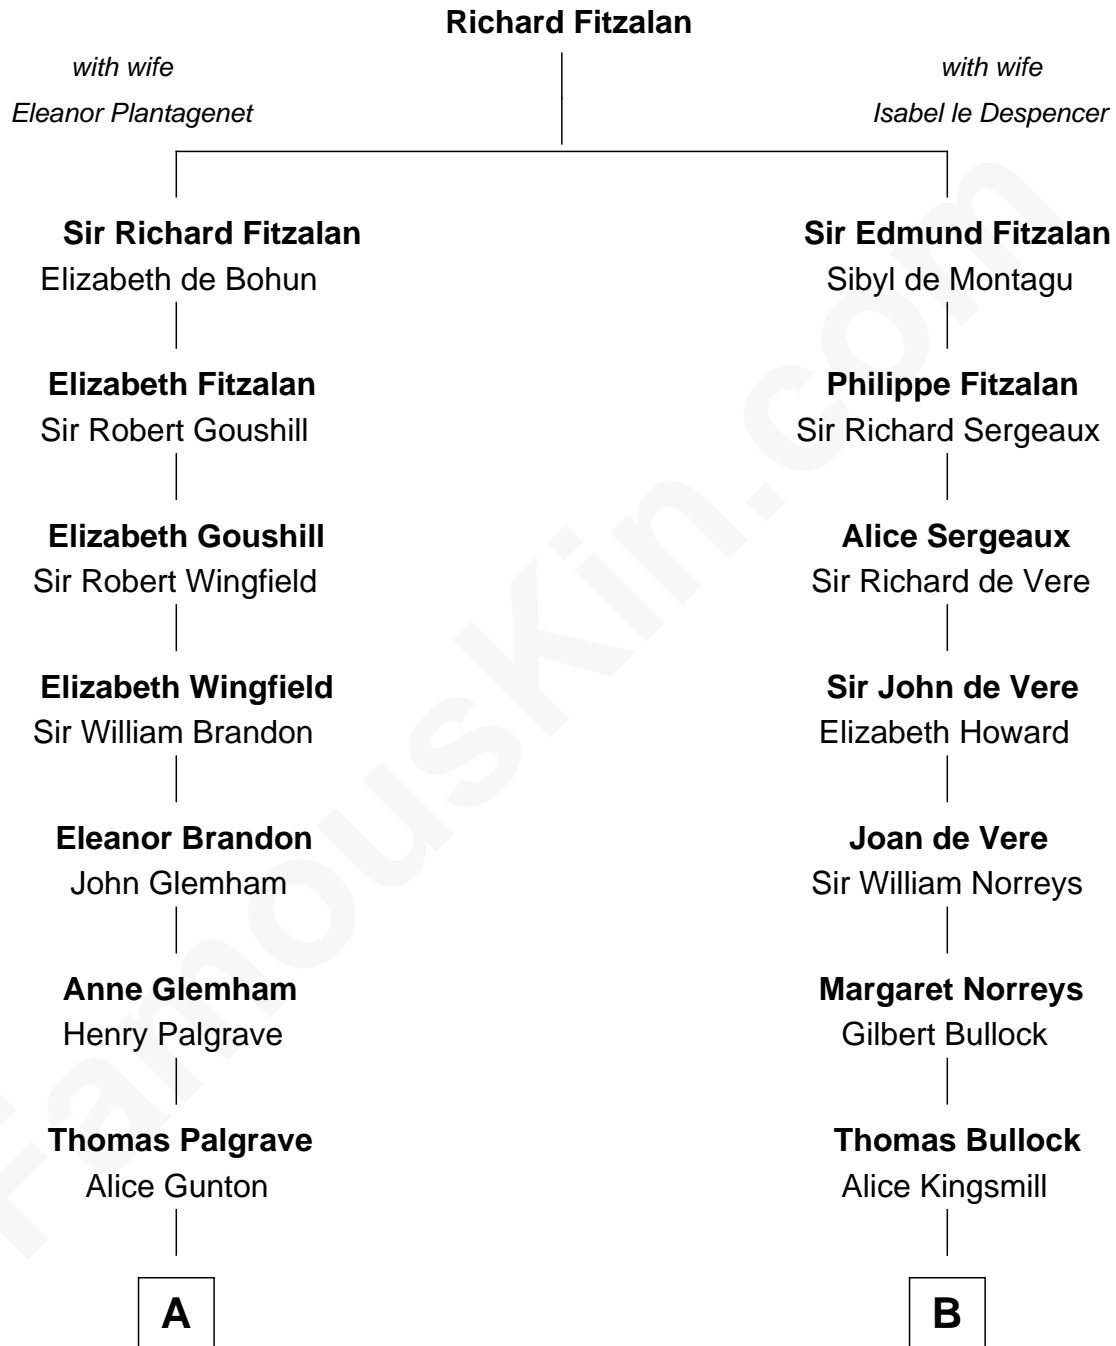 Richard Fitzalan
with wife
Eleanor Plantagenet
with wife
Isabel le Despencer
Sir Richard Fitzalan
Elizabeth de Bohun
Sir Edmund Fitzalan
Sibyl de Montagu
Elizabeth Fitzalan
Sir Robert Goushill
Philippe Fitzalan
Sir Richard Sergeaux
Elizabeth Goushill
Sir Robert Wingfield
Alice Sergeaux
Sir Richard de Vere
Elizabeth Wingfield
Sir William Brandon
Sir John de Vere
Elizabeth Howard
Eleanor Brandon
John Glemham
Joan de Vere
Sir William Norreys
Anne Glemham
Henry Palgrave
Margaret Norreys
Gilbert Bullock
Thomas Palgrave
Alice Gunton
Thomas Bullock
Alice Kingsmill
A
B
FamousKin.com